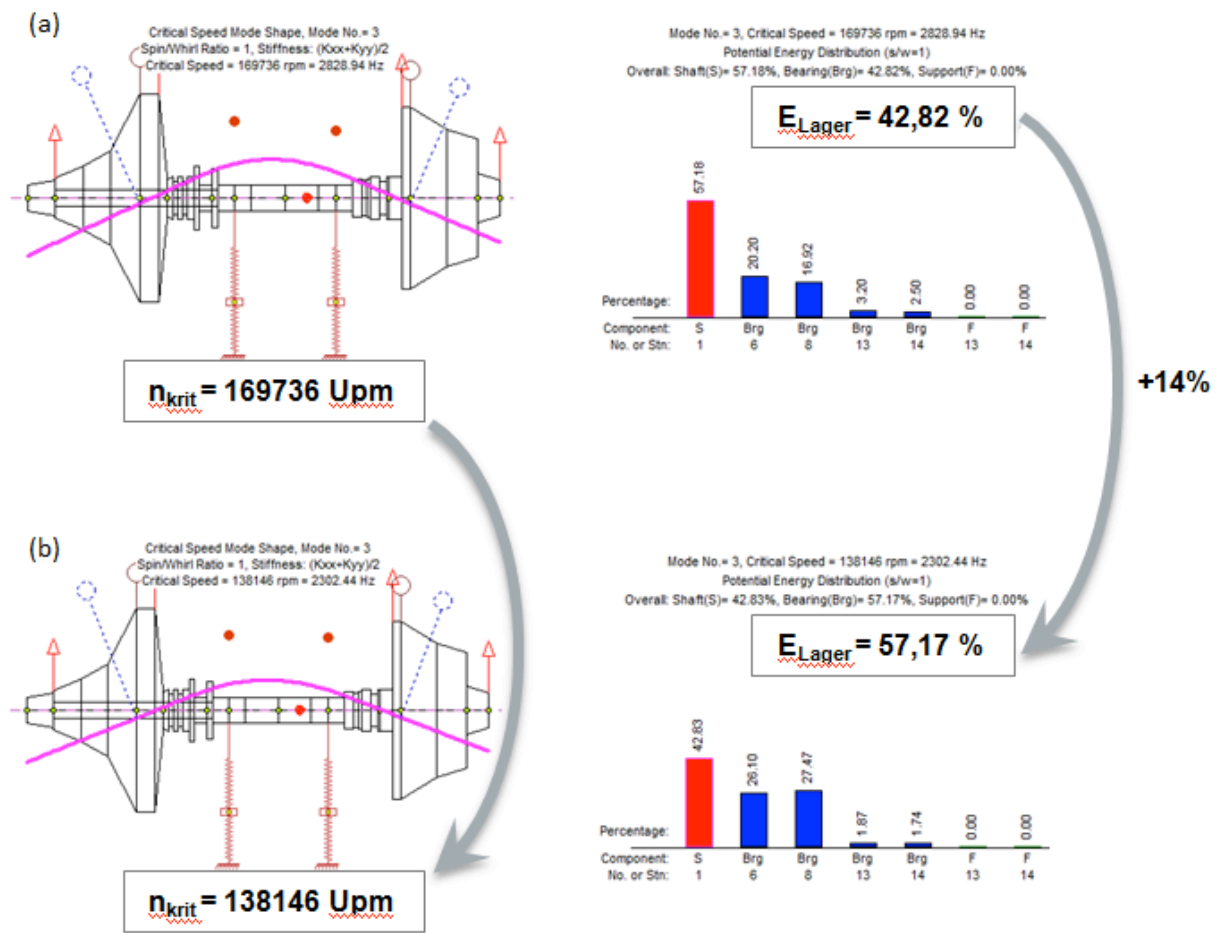 (a)
Critical Speed Mode Shape, Mode No.= 3
Spin/Whirl Ratio = 1, Stiffness: (Kxx+Kyy)/2
Critical Speed = 169736 rpm = 2828.94 Hz
n_krit = 169736 Upm
Mode No.= 3, Critical Speed = 169736 rpm = 2828.94 Hz
Potential Energy Distribution (s/w=1)
Overall: Shaft(S)= 57.18%, Bearing(Brg)= 42.82%, Support(F)= 0.00%
E_Lager = 42,82 %
57.18 20.20 16.92 3.20 2.50 0.00 0.00
Percentage:
Component: S Brg Brg Brg Brg F F
No. or Stn: 1 6 8 13 14 13 14
+14%
(b)
Critical Speed Mode Shape, Mode No.= 3
Spin/Whirl Ratio = 1, Stiffness: (Kxx+Kyy)/2
Critical Speed = 138146 rpm = 2302.44 Hz
n_krit = 138146 Upm
Mode No.= 3, Critical Speed = 138146 rpm = 2302.44 Hz
Potential Energy Distribution (s/w=1)
Overall: Shaft(S)= 42.83%, Bearing(Brg)= 57.17%, Support(F)= 0.00%
E_Lager = 57,17 %
42.83 26.10 27.47 1.87 1.74 0.00 0.00
Percentage:
Component: S Brg Brg Brg Brg F F
No. or Stn: 1 6 8 13 14 13 14